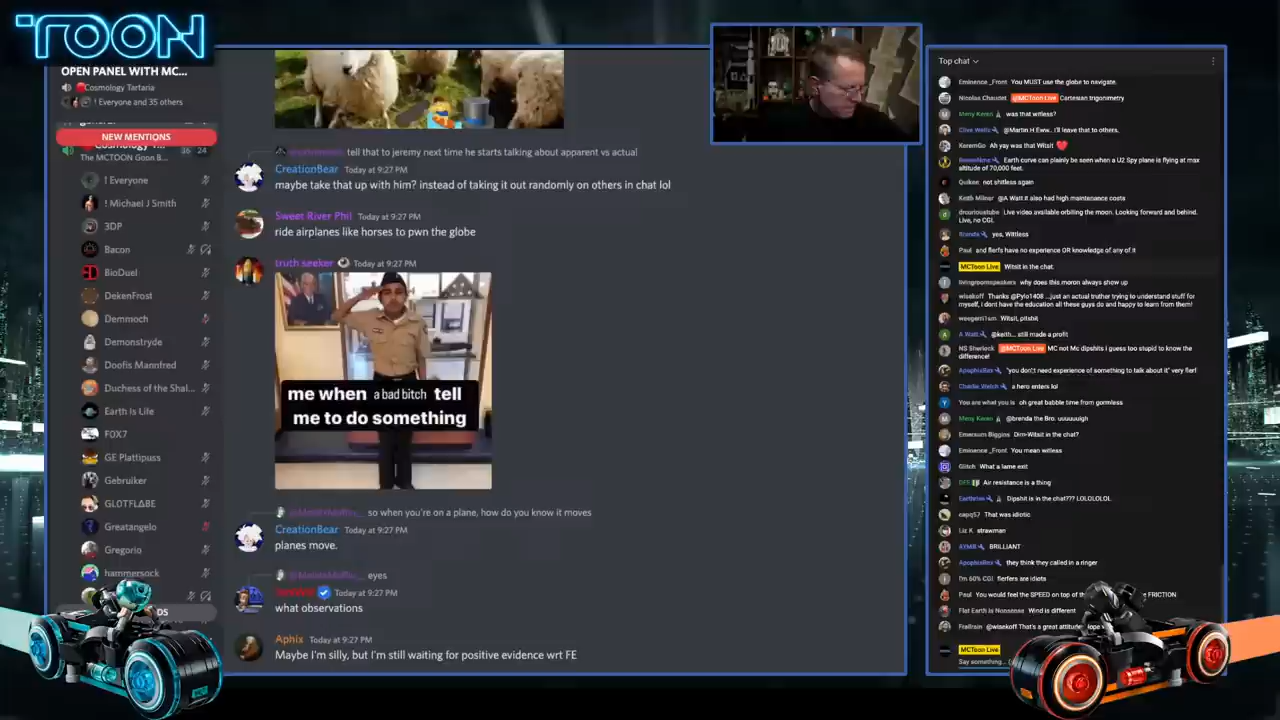 TOON
OPEN PANEL WITH MC...
Cosmology Tartaria
! Everyone and 35 others
NEW MENTIONS
36 24
The MCTOON Goon B...
! Everyone
! Michael J Smith
3DP
Bacon
BioDuel
DekenFrost
Demmoch
Demonstryde
Doofis Mannfred
Duchess of the Shal...
Earth Is Life
FOX7
GE Plattipuss
Gebruiker
GLOTFLABE
Greatangelo
Gregorio
hammersock
tell that to jeremy next time he starts talking about apparent vs actual
CreationBear Today at 9:27 PM
maybe take that up with him? instead of taking it out randomly on others in chat lol
Sweet River Phil Today at 9:27 PM
ride airplanes like horses to pwn the globe
truth seeker Today at 9:27 PM
me when a bad bitch tell
me to do something
so when you're on a plane, how do you know it moves
CreationBear Today at 9:27 PM
planes move.
eyes
Today at 9:27 PM
what observations
Aphix Today at 9:27 PM
Maybe I'm silly, but I'm still waiting for positive evidence wrt FE
Top chat
Eminence _Front You MUST use the globe to navigate.
Nicolas Chaudet @MCToon Live Cartesian trigonymetry
was that witless?
Clive Wells @Martin H Eww.. I'll leave that to others.
KaremGo Ah yay was that Witsit
Earth curve can plainly be seen when a U2 Spy plane is flying at max
altitude of 70,000 feet.
Quikee not shitless again
Keith Milner @A Watt it also had high maintenance costs
Live video available orbiting the moon. Looking forward and behind.
Live, no CGI.
Brenda yes, Wittless
Paul and flerfs have no experience OR knowledge of any of it
MCToon Live Witsit in the chat.
livingroomspeakers why does this moron always show up
wisekoff Thanks @Pylo1408 ...just an actual truther trying to understand stuff for
myself, i dont have the education all these guys do and happy to learn from them!
Witsit, pitsbit
A Watt @keith... still made a profit
NS Sherlock @MCToon Live MC not Mc dipshits i guess too stupid to know the
difference!
"you don;t need experience of something to talk about it" very flerf
Charlie Welch a hero enters lol
You are what you is oh great babble time from gormless
@brenda the Bro. uuuuuugh
Emersum Biggins Dim-Witsit in the chat?
Eminence _Front You mean witless
Glitch What a lame exit
Air resistance is a thing
Dipshit is in the chat??? LOLOLOLOL
capq57 That was idiotic
Liz K strawman
BRILLIANT
they think they called in a ringer
I'm 60% CGI flerfers are idiots
Paul You would feel the SPEED on top of th FRICTION
Flat Earth is Nonsense Wind is different
@wisekoff That's a great attitude
MCToon Live
Say something...